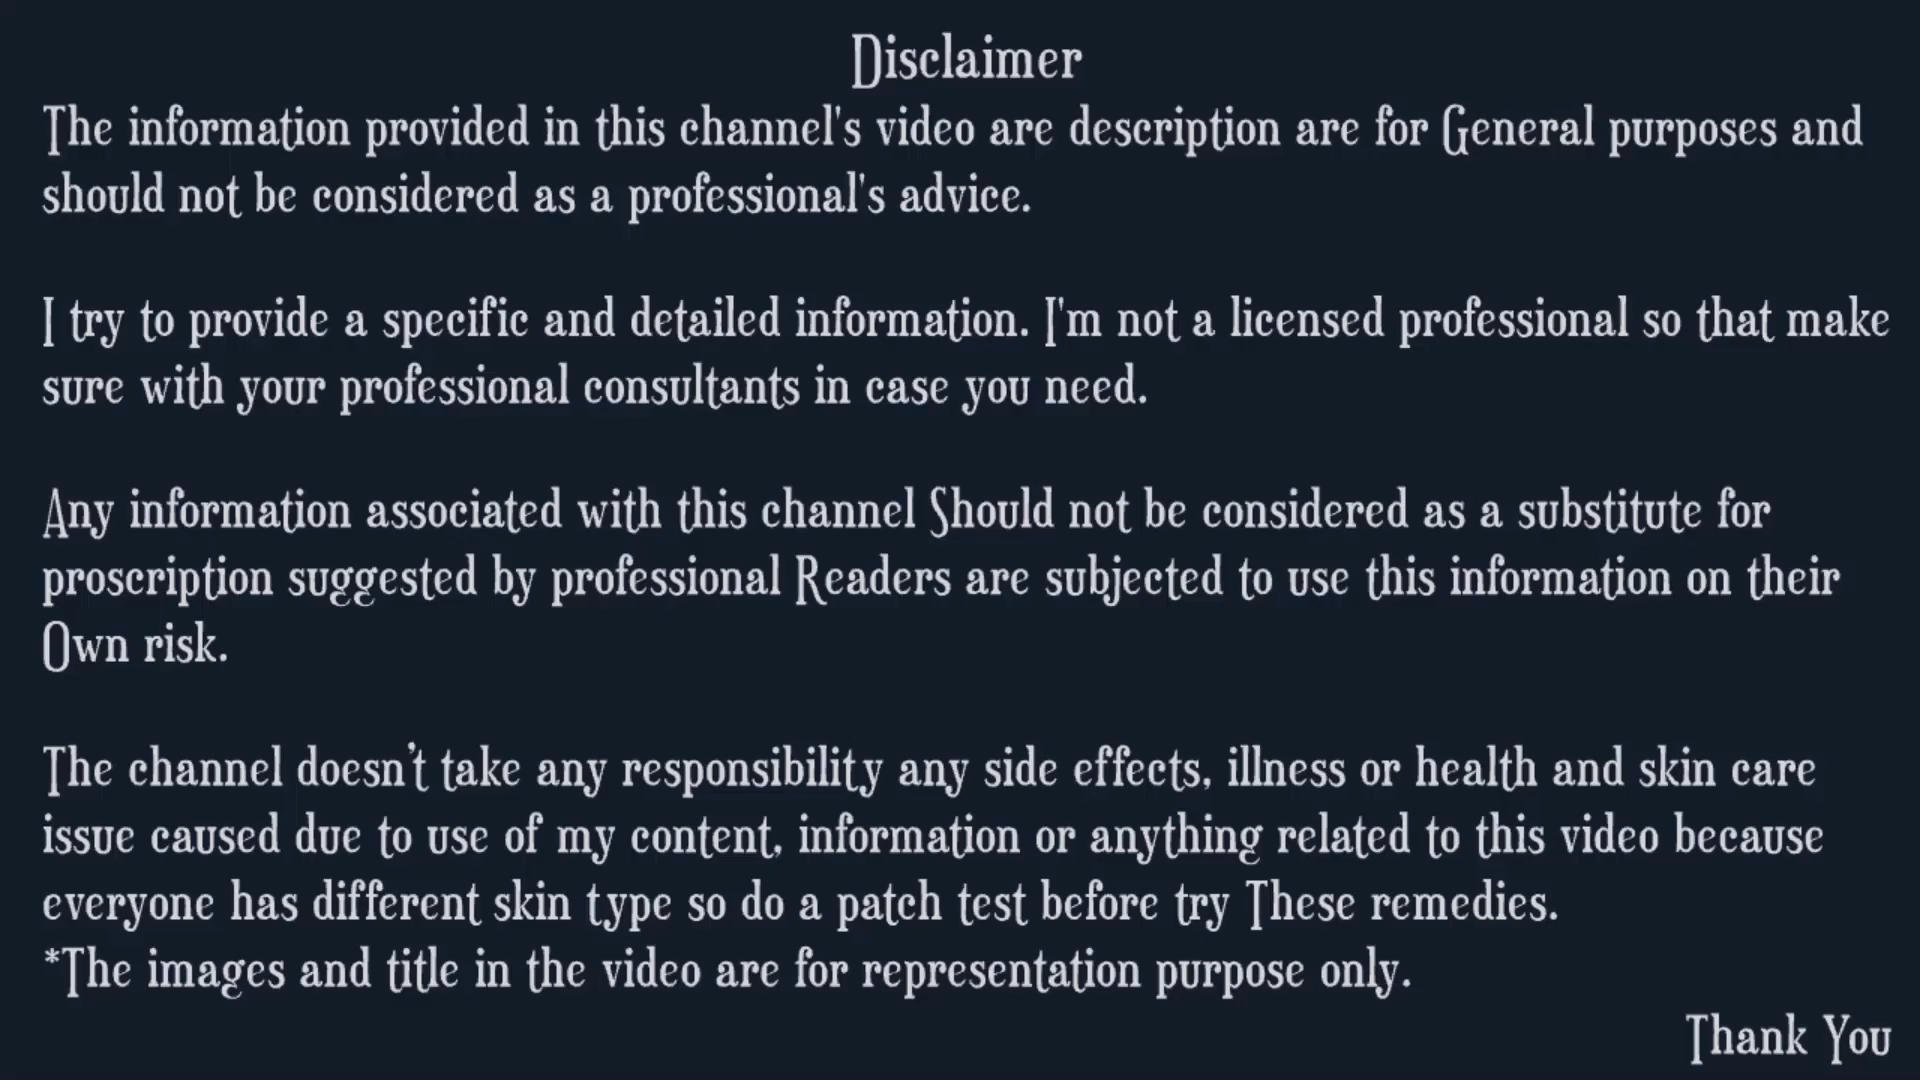 Disclaimer
The information provided in this channel's video are description are for General purposes and
should not be considered as a professional's advice.
I try to provide a specific and detailed information. I'm not a licensed professional so that make
sure with your professional consultants in case you need.
Any information associated with this channel Should not be considered as a substitute for
proscription suggested by professional Readers are subjected to use this information on their
Own risk.
The channel doesn't take any responsibility any side effects, illness or health and skin care
issue caused due to use of my content, information or anything related to this video because
everyone has different skin type so do a patch test before try These remedies.
*The images and title in the video are for representation purpose only.
Thank You